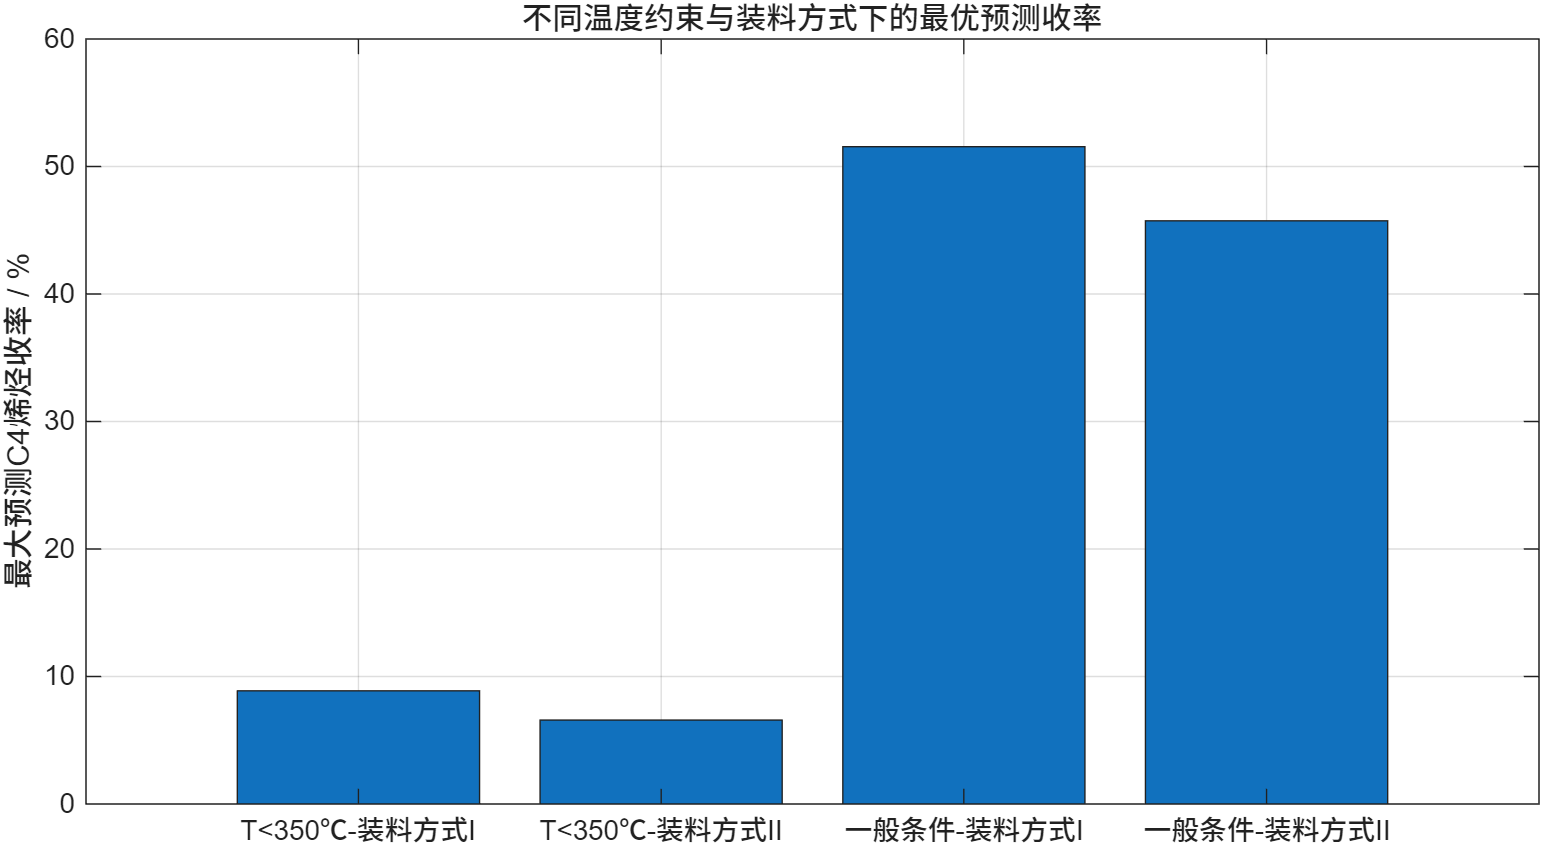 不同温度约束与装料方式下的最优预测收率
最大预测C4烯烃收率 / %
60
50
40
30
20
10
0
T<350℃-装料方式I
T<350℃-装料方式II
一般条件-装料方式I
一般条件-装料方式II